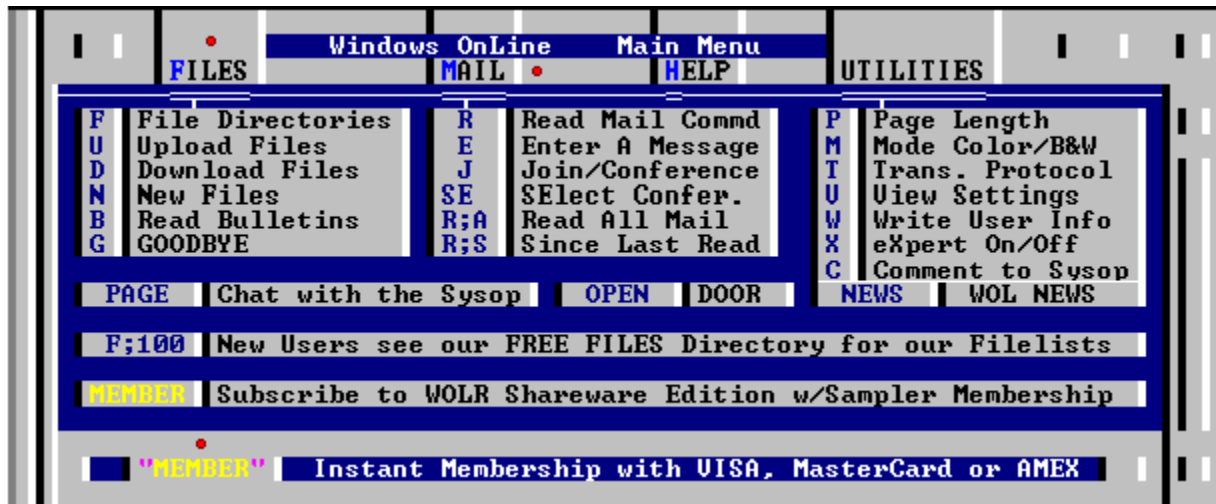 Windows OnLine Main Menu
FILES MAIL HELP UTILITIES
F File Directories R Read Mail Commd P Page Length
U Upload Files E Enter A Message M Mode Color/B&W
D Download Files J Join/Conference T Trans. Protocol
N New Files SE SElect Confer. V View Settings
B Read Bulletins R;A Read All Mail W Write User Info
G GOODBYE R;S Since Last Read X eXpert On/Off
C Comment to Sysop
PAGE Chat with the Sysop OPEN DOOR NEWS WOL NEWS
F;100 New Users see our FREE FILES Directory for our Filelists
MEMBER Subscribe to WOLR Shareware Edition w/Sampler Membership
"MEMBER" Instant Membership with VISA, MasterCard or AMEX